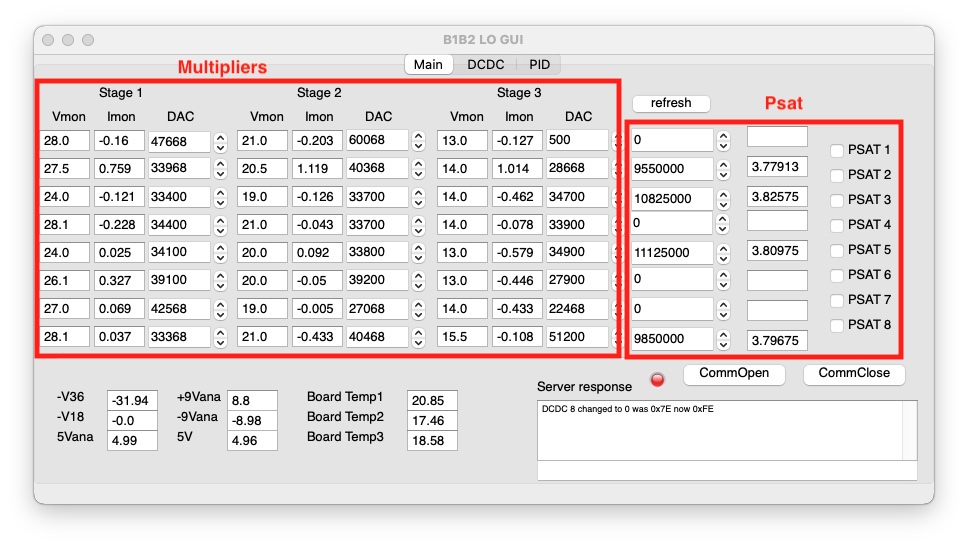 B1B2 LO GUI
Main DCDC PID
Multipliers
Stage 1 Stage 2 Stage 3
Vmon Imon DAC Vmon Imon DAC Vmon Imon DAC
refresh
Psat
28.0 -0.16 47668 21.0 -0.203 60068 13.0 -0.127 500 0
PSAT 1
27.5 0.759 33968 20.5 1.119 40368 14.0 1.014 28668 9550000 3.77913
PSAT 2
24.0 -0.121 33400 19.0 -0.126 33700 14.0 -0.462 34700 10825000 3.82575
PSAT 3
28.1 -0.228 34400 21.0 -0.043 33700 14.0 -0.078 33900 0
PSAT 4
24.0 0.025 34100 20.0 0.092 33800 13.0 -0.579 34900 11125000 3.80975
PSAT 5
26.1 0.327 39100 20.0 -0.05 39200 13.0 -0.446 27900 0
PSAT 6
27.0 0.069 42568 19.0 -0.005 27068 14.0 -0.433 22468 0
PSAT 7
28.1 0.037 33368 21.0 -0.433 40468 15.5 -0.108 51200 9850000 3.79675
PSAT 8
CommOpen CommClose
Server response
-V36 -31.94 +9Vana 8.8 Board Temp1 20.85
-V18 -0.0 -9Vana -8.98 Board Temp2 17.46
5Vana 4.99 5V 4.96 Board Temp3 18.58
DCDC 8 changed to 0 was 0x7E now 0xFE